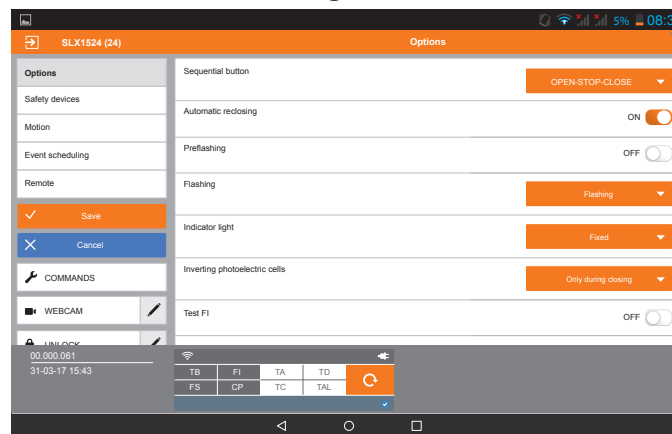 5% 08:3
SLX1524 (24)
Options
Options
Safety devices
Motion
Event scheduling
Remote
Save
Cancel
COMMANDS
WEBCAM
UNLOCK
Sequential button
OPEN-STOP-CLOSE
Automatic reclosing
ON
Preflashing
OFF
Flashing
Flashing
Indicator light
Fixed
Inverting photoelectric cells
Only during closing
Test FI
OFF
00.000.061
31-03-17 15:43
TB FI TA TD
FS CP TC TAL